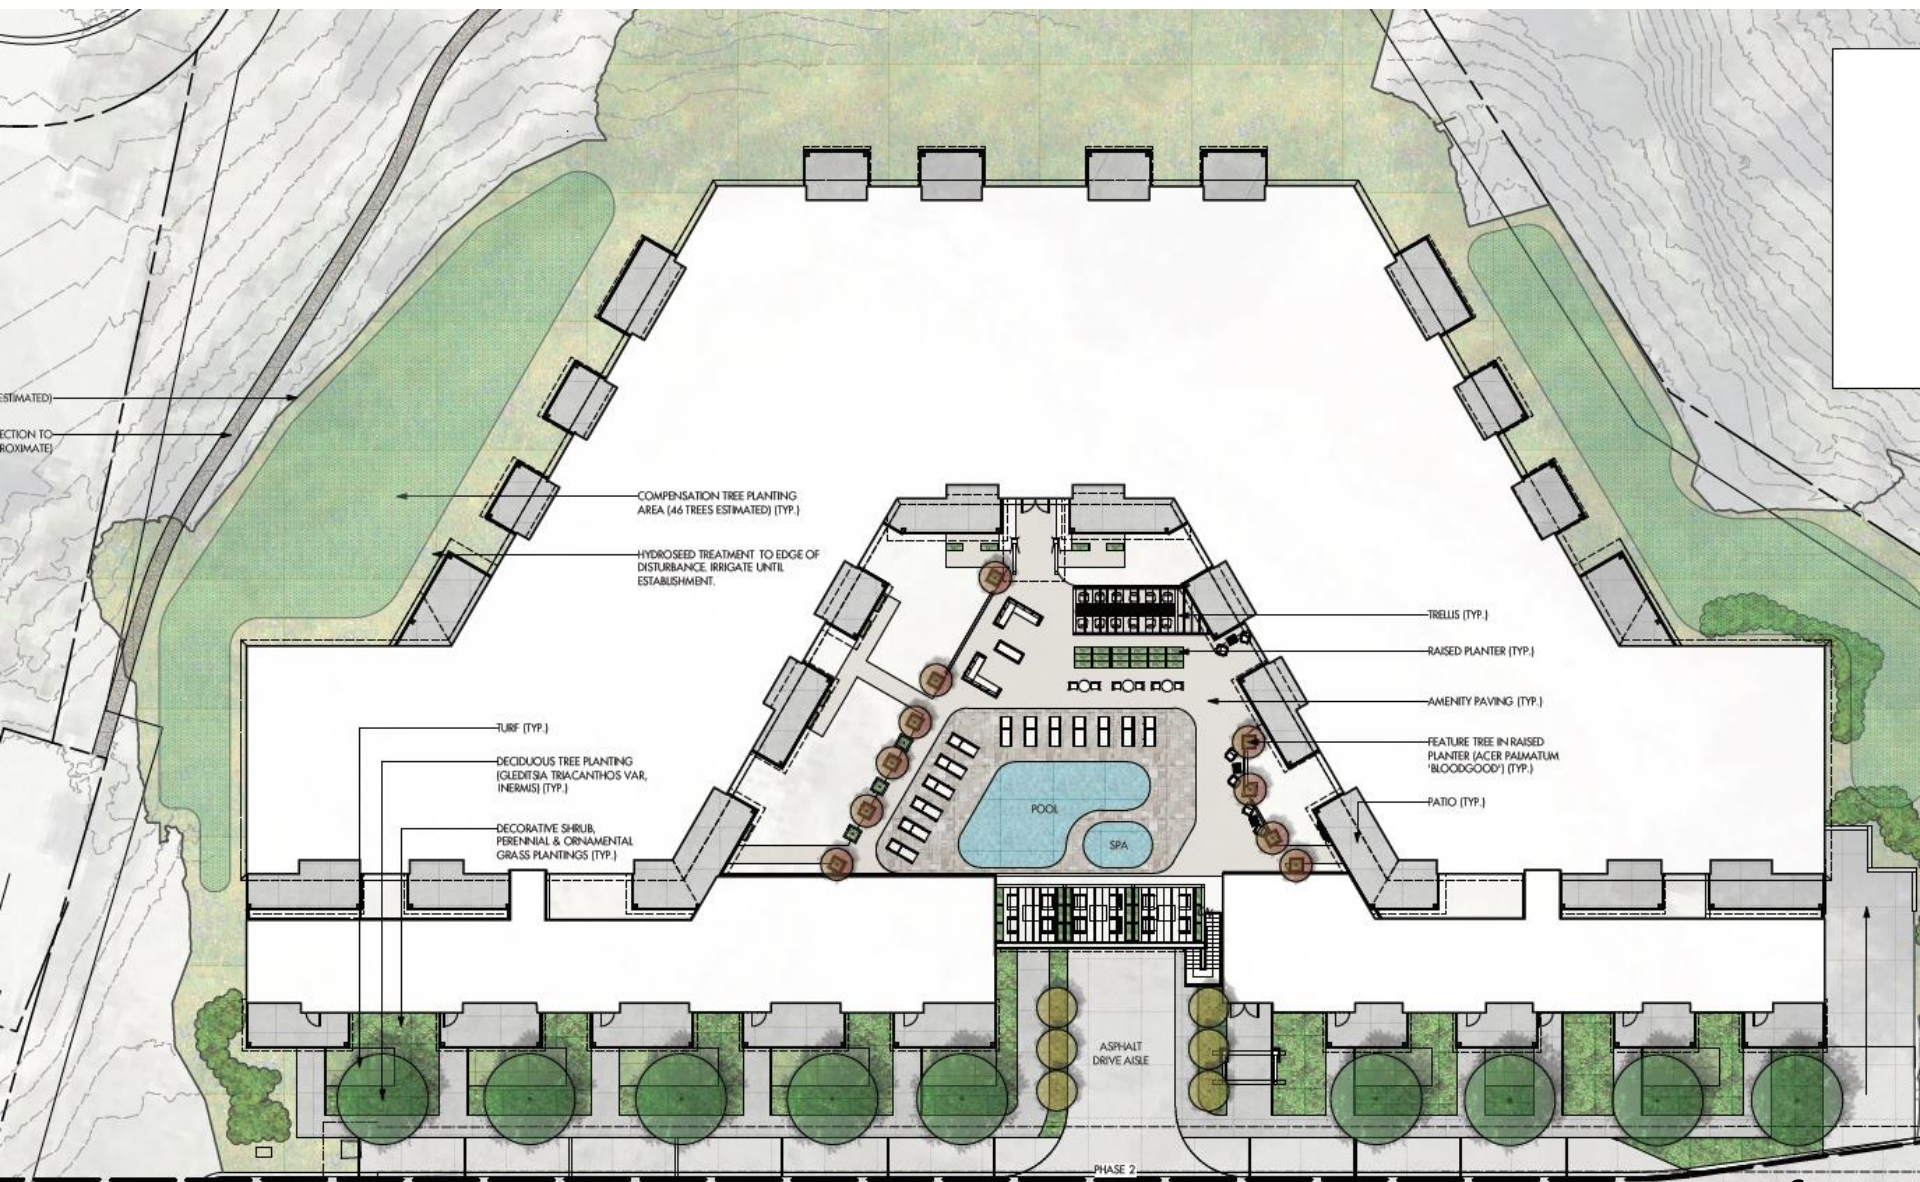 ESTIMATED)
ECTION TO
ROXIMATE)
COMPENSATION TREE PLANTING
AREA (46 TREES ESTIMATED) (TYP.)
HYDROSEED TREATMENT TO EDGE OF
DISTURBANCE. IRRIGATE UNTIL
ESTABLISHMENT.
TURF (TYP.)
DECIDUOUS TREE PLANTING
(GLEDITSIA TRIACANTHOS VAR,
INERMIS) (TYP.)
DECORATIVE SHRUB,
PERENNIAL & ORNAMENTAL
GRASS PLANTINGS (TYP.)
TRELLIS (TYP.)
RAISED PLANTER (TYP.)
AMENITY PAVING (TYP.)
FEATURE TREE IN RAISED
PLANTER (ACER PALMATUM
'BLOODGOOD') (TYP.)
PATIO (TYP.)
POOL
SPA
ASPHALT
DRIVE AISLE
PHASE 2